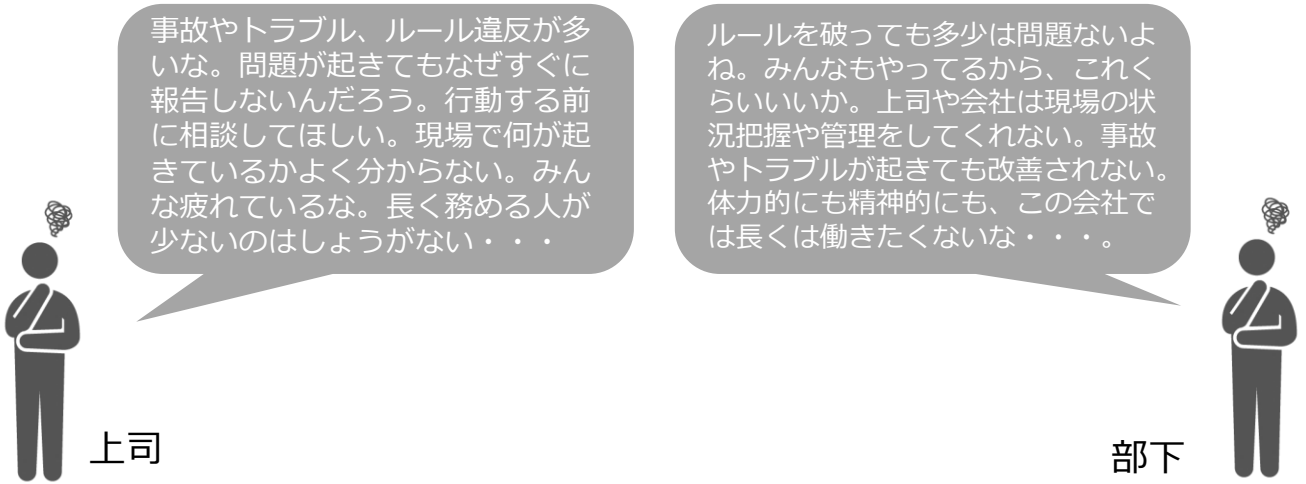 事故やトラブル、ルール違反が多
いな。問題が起きてもなぜすぐに
報告しないんだろう。行動する前
に相談してほしい。現場で何が起
きているかよく分からない。みん
な疲れているな。長く務める人が
少ないのはしょうがない・・・
ルールを破っても多少は問題ないよ
ね。みんなもやってるから、これく
らいいいか。上司や会社は現場の状
況把握や管理をしてくれない。事故
やトラブルが起きても改善されない。
体力的にも精神的にも、この会社で
は長くは働きたくないな・・・。
上司
部下